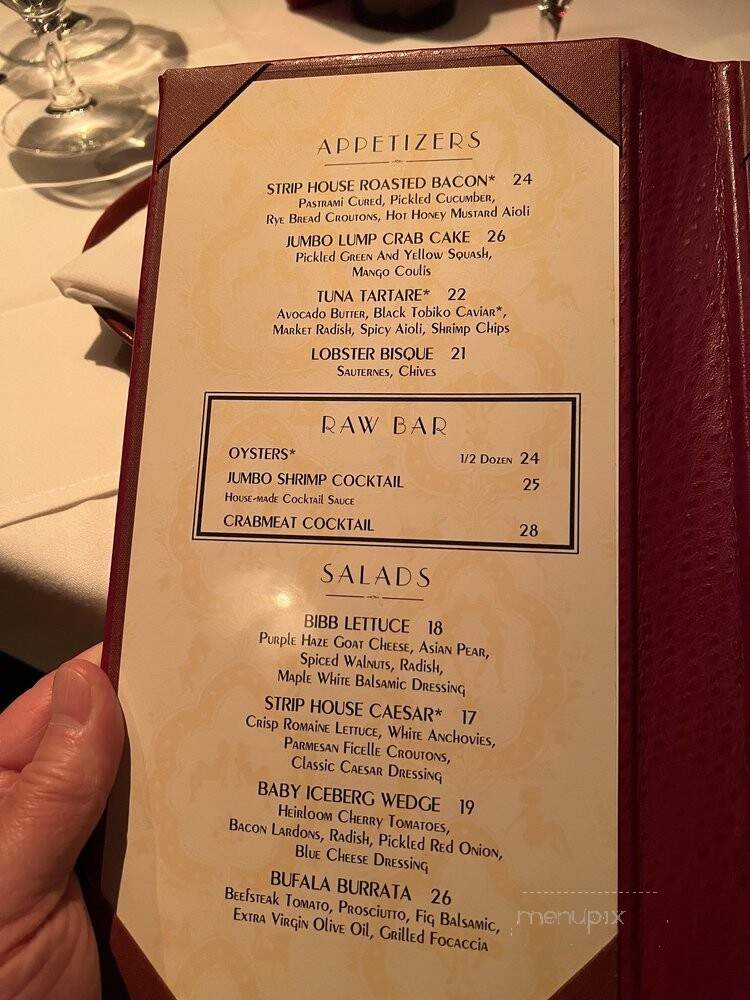 APPETIZERS
STRIP HOUSE ROASTED BACON* 24
PASTRAMI CURED, PICKLED CUCUMBER,
RYE BREAD CROUTONS, HOT HONEY MUSTARD AIOLI
JUMBO LUMP CRAB CAKE 26
PICKLED GREEN AND YELLOW SQUASH,
MANGO COULIS
TUNA TARTARE* 22
AVOCADO BUTTER, BLACK TOBIKO CAVIAR*,
MARKET RADISH, SPICY AIOLI, SHRIMP CHIPS
LOBSTER BISQUE 21
SAUTERNES, CHIVES
RAW BAR
OYSTERS* 1/2 DOZEN 24
JUMBO SHRIMP COCKTAIL 25
HOUSE-MADE COCKTAIL SAUCE
CRABMEAT COCKTAIL 28
SALADS
BIBB LETTUCE 18
PURPLE HAZE GOAT CHEESE, ASIAN PEAR,
SPICED WALNUTS, RADISH,
MAPLE WHITE BALSAMIC DRESSING
STRIP HOUSE CAESAR* 17
CRISP ROMAINE LETTUCE, WHITE ANCHOVIES,
PARMESAN FICELLE CROUTONS,
CLASSIC CAESAR DRESSING
BABY ICEBERG WEDGE 19
HEIRLOOM CHERRY TOMATOES,
BACON LARDONS, RADISH, PICKLED RED ONION,
BLUE CHEESE DRESSING
BUFALA BURRATA 26
BEEFSTEAK TOMATO, PROSCIUTTO, FIG BALSAMIC,
EXTRA VIRGIN OLIVE OIL, GRILLED FOCACCIA
menupix